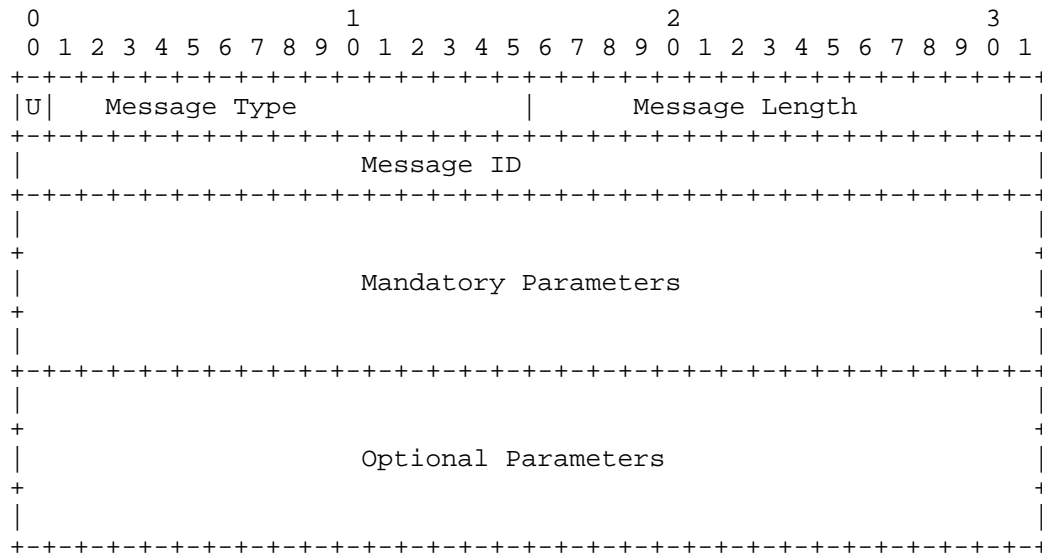 0                   1                   2                   3
 0 1 2 3 4 5 6 7 8 9 0 1 2 3 4 5 6 7 8 9 0 1 2 3 4 5 6 7 8 9 0 1
+-+-+-+-+-+-+-+-+-+-+-+-+-+-+-+-+-+-+-+-+-+-+-+-+-+-+-+-+-+-+-+-+
|U|   Message Type              |      Message Length           |
+-+-+-+-+-+-+-+-+-+-+-+-+-+-+-+-+-+-+-+-+-+-+-+-+-+-+-+-+-+-+-+-+
|                     Message ID                                |
+-+-+-+-+-+-+-+-+-+-+-+-+-+-+-+-+-+-+-+-+-+-+-+-+-+-+-+-+-+-+-+-+
|                                                               |
+                                                               +
|                     Mandatory Parameters                      |
+                                                               +
|                                                               |
+-+-+-+-+-+-+-+-+-+-+-+-+-+-+-+-+-+-+-+-+-+-+-+-+-+-+-+-+-+-+-+-+
|                                                               |
+                                                               +
|                     Optional Parameters                       |
+                                                               +
|                                                               |
+-+-+-+-+-+-+-+-+-+-+-+-+-+-+-+-+-+-+-+-+-+-+-+-+-+-+-+-+-+-+-+-+